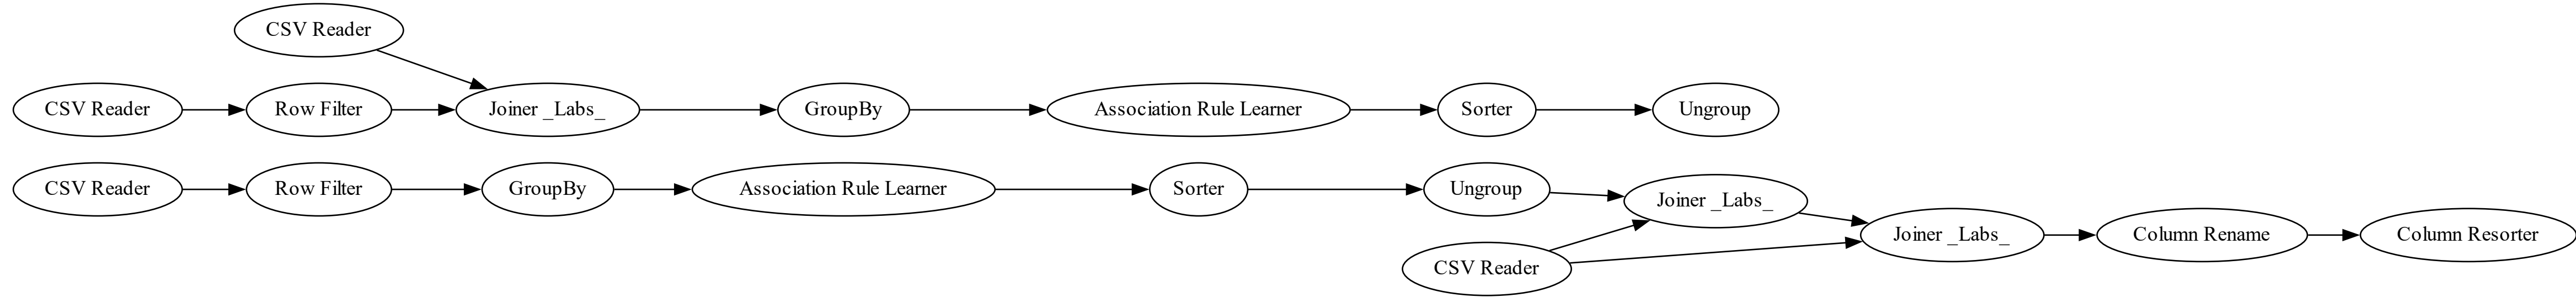 CSV Reader
CSV Reader
Row Filter
Joiner _Labs_
GroupBy
Association Rule Learner
Sorter
Ungroup
CSV Reader
Row Filter
GroupBy
Association Rule Learner
Sorter
Ungroup
Joiner _Labs_
Joiner _Labs_
Column Rename
Column Resorter
CSV Reader